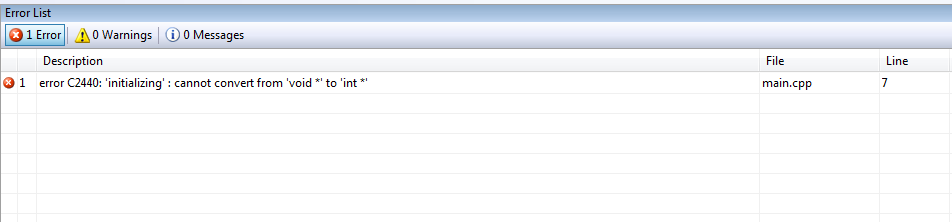 Error List
1 Error 0 Warnings 0 Messages
Description File Line
1 error C2440: 'initializing' : cannot convert from 'void *' to 'int *' main.cpp 7